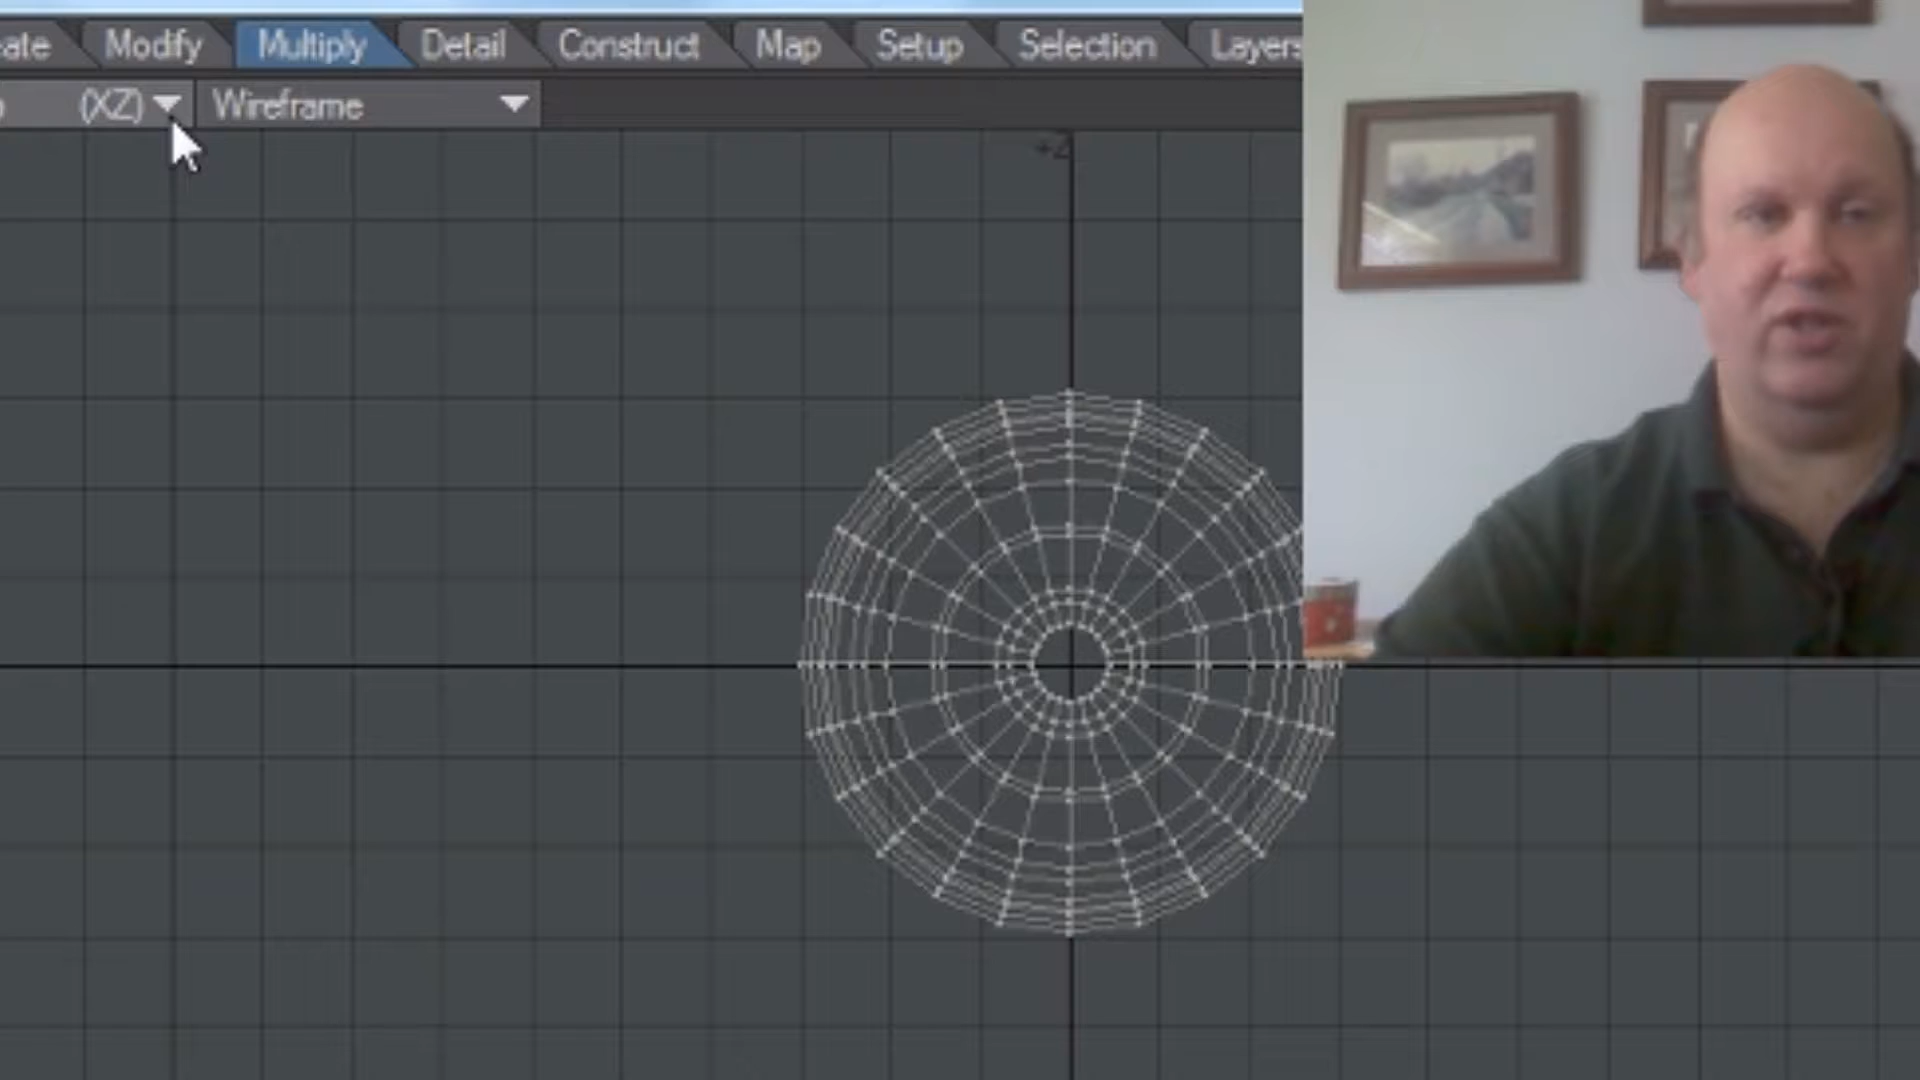 ate Modify Multiply Detail Construct Map Setup Selection Layers
(XZ) Wireframe
+Z